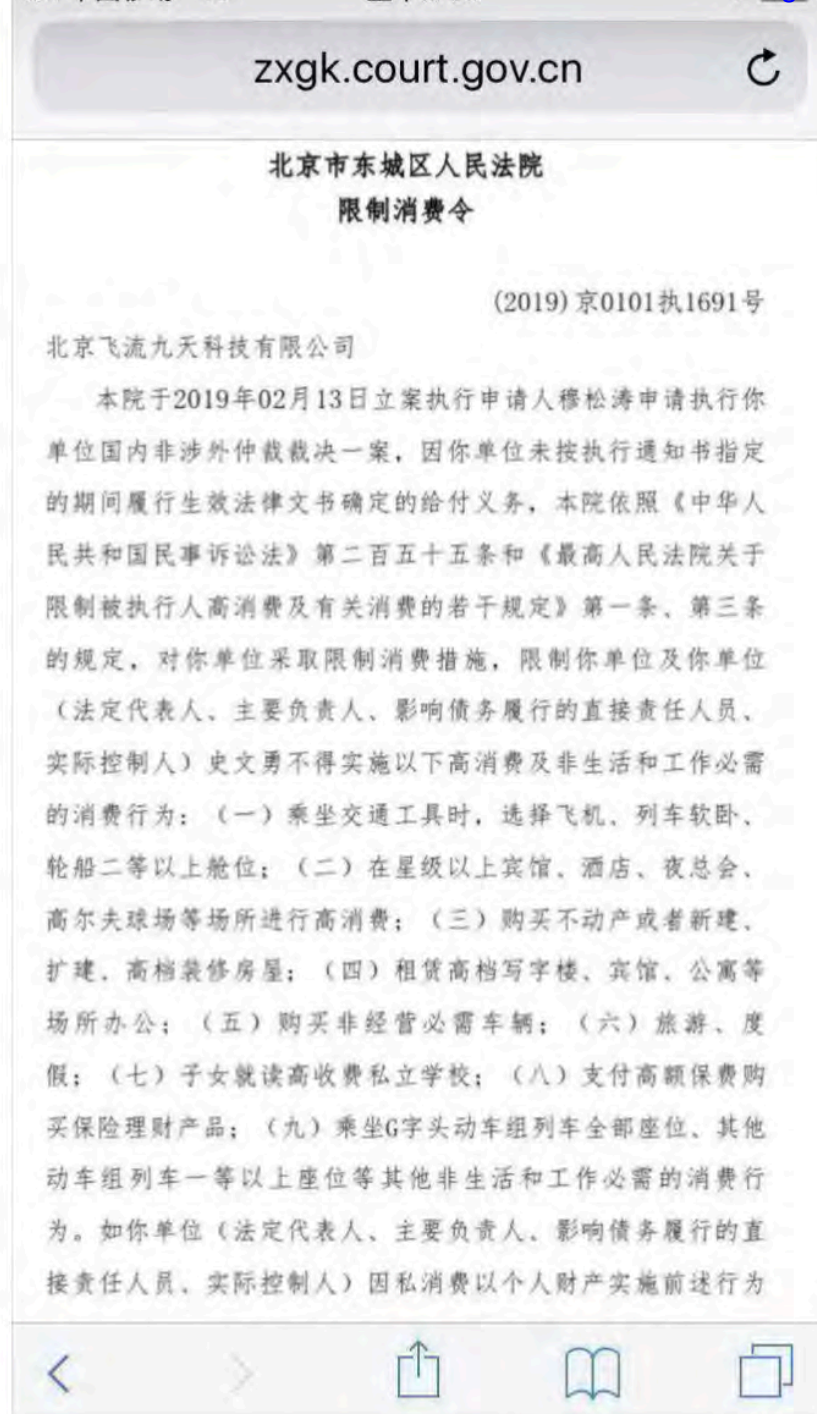 zxgk.court.gov.cn
北京市东城区人民法院
限制消费令
(2019)京0101执1691号
北京飞流九天科技有限公司
本院于2019年02月13日立案执行申请人穆松涛申请执行你
单位国内非涉外仲裁裁决一案，因你单位未按执行通知书指定
的期间履行生效法律文书确定的给付义务，本院依照《中华人
民共和国民事诉讼法》第二百五十五条和《最高人民法院关于
限制被执行人高消费及有关消费的若干规定》第一条、第三条
的规定，对你单位采取限制消费措施，限制你单位及你单位
（法定代表人、主要负责人、影响债务履行的直接责任人员、
实际控制人）史文勇不得实施以下高消费及非生活和工作必需
的消费行为：（一）乘坐交通工具时，选择飞机、列车软卧、
轮船二等以上舱位；（二）在星级以上宾馆、酒店、夜总会、
高尔夫球场等场所进行高消费；（三）购买不动产或者新建、
扩建、高档装修房屋；（四）租赁高档写字楼、宾馆、公寓等
场所办公；（五）购买非经营必需车辆；（六）旅游、度
假；（七）子女就读高收费私立学校；（八）支付高额保费购
买保险理财产品；（九）乘坐G字头动车组列车全部座位、其他
动车组列车一等以上座位等其他非生活和工作必需的消费行
为。如你单位（法定代表人、主要负责人、影响债务履行的直
接责任人员、实际控制人）因私消费以个人财产实施前述行为